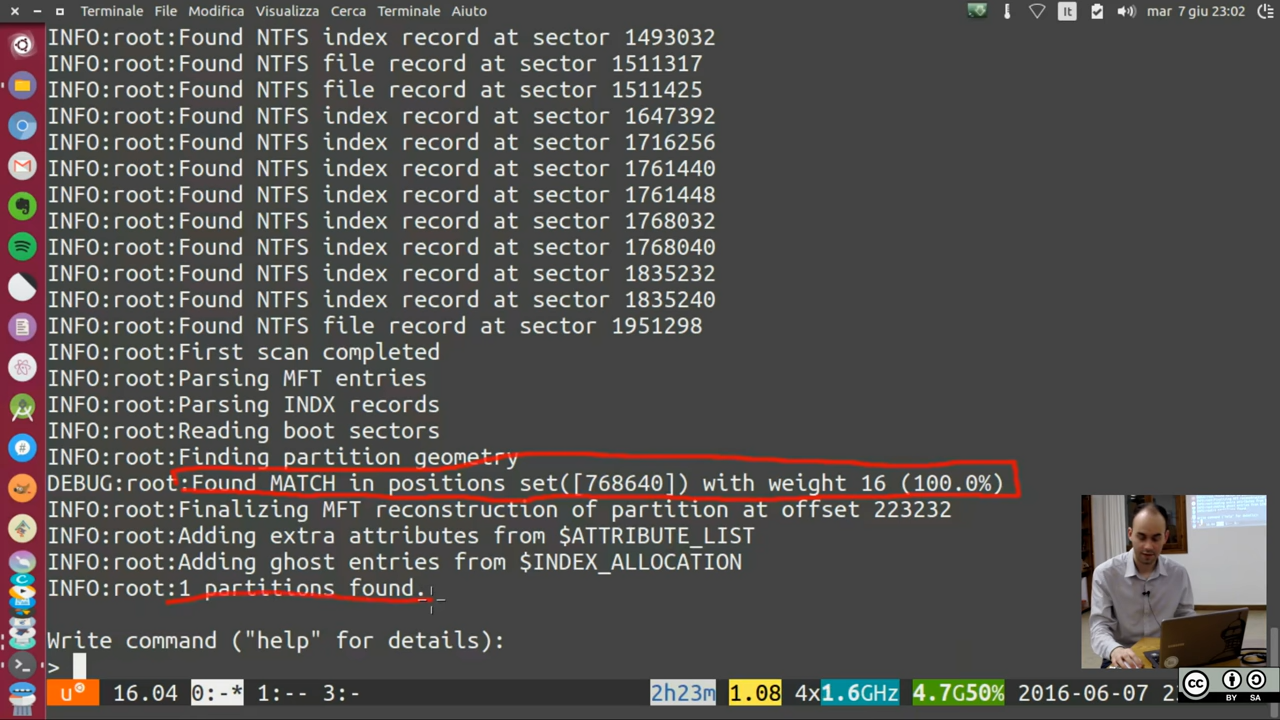 Terminale File Modifica Visualizza Cerca Terminale Aiuto
It mar 7 giu 23:02
INFO:root:Found NTFS index record at sector 1493032
INFO:root:Found NTFS file record at sector 1511317
INFO:root:Found NTFS file record at sector 1511425
INFO:root:Found NTFS index record at sector 1647392
INFO:root:Found NTFS index record at sector 1716256
INFO:root:Found NTFS index record at sector 1761440
INFO:root:Found NTFS index record at sector 1761448
INFO:root:Found NTFS index record at sector 1768032
INFO:root:Found NTFS index record at sector 1768040
INFO:root:Found NTFS index record at sector 1835232
INFO:root:Found NTFS index record at sector 1835240
INFO:root:Found NTFS file record at sector 1951298
INFO:root:First scan completed
INFO:root:Parsing MFT entries
INFO:root:Parsing INDX records
INFO:root:Reading boot sectors
INFO:root:Finding partition geometry
DEBUG:root:Found MATCH in positions set([768640]) with weight 16 (100.0%)
INFO:root:Finalizing MFT reconstruction of partition at offset 223232
INFO:root:Adding extra attributes from $ATTRIBUTE_LIST
INFO:root:Adding ghost entries from $INDEX_ALLOCATION
INFO:root:1 partitions found.
Write command ("help" for details):
>
u 16.04 0:-* 1:-- 3:- 2h23m 1.08 4x1.6GHz 4.7G50% 2016-06-07 2
CC BY SA